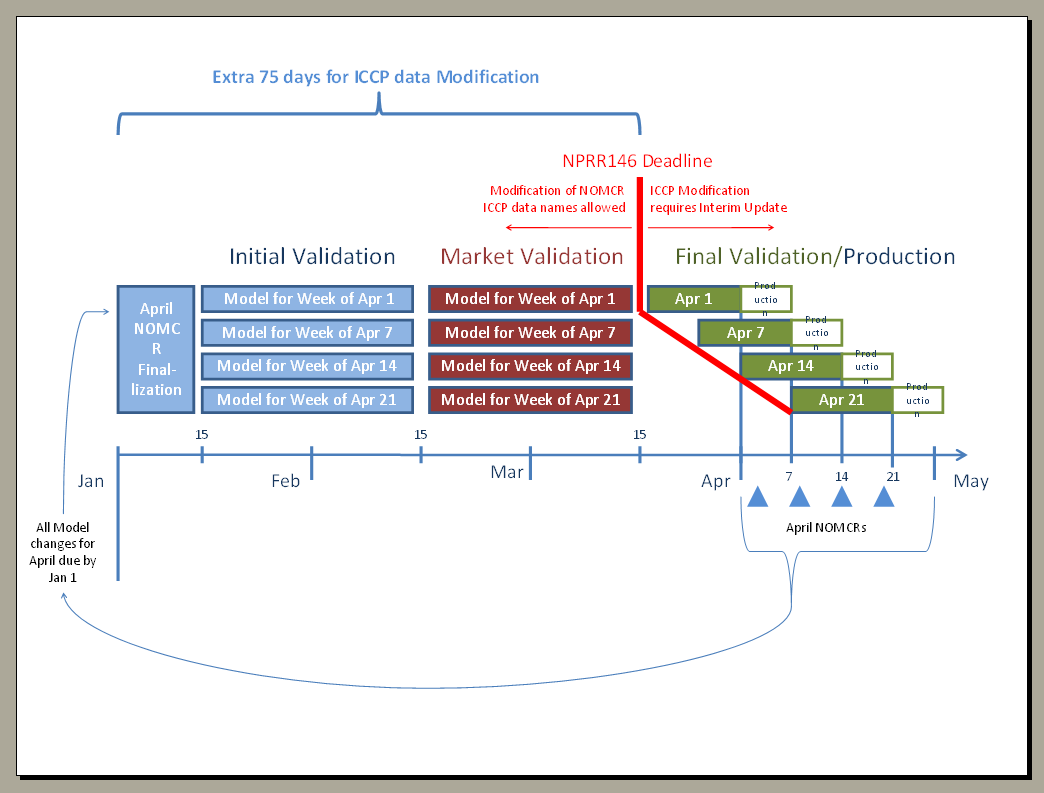 Extra 75 days for ICCP data Modification
NPRR146 Deadline
Modification of NOMCR
ICCP data names allowed
ICCP Modification
requires Interim Update
Initial Validation
Market Validation
Final Validation/Production
April
NOMC
R
Final-
lization
Model for Week of Apr 1
Model for Week of Apr 1
Apr 1
Prod
uctio
n
Model for Week of Apr 7
Model for Week of Apr 7
Apr 7
Prod
uctio
n
Model for Week of Apr 14
Model for Week of Apr 14
Apr 14
Prod
uctio
n
Model for Week of Apr 21
Model for Week of Apr 21
Apr 21
Prod
uctio
n
15
15
15
Jan
Feb
Mar
Apr
7
14
21
May
All Model
changes for
April due by
Jan 1
April NOMCRs